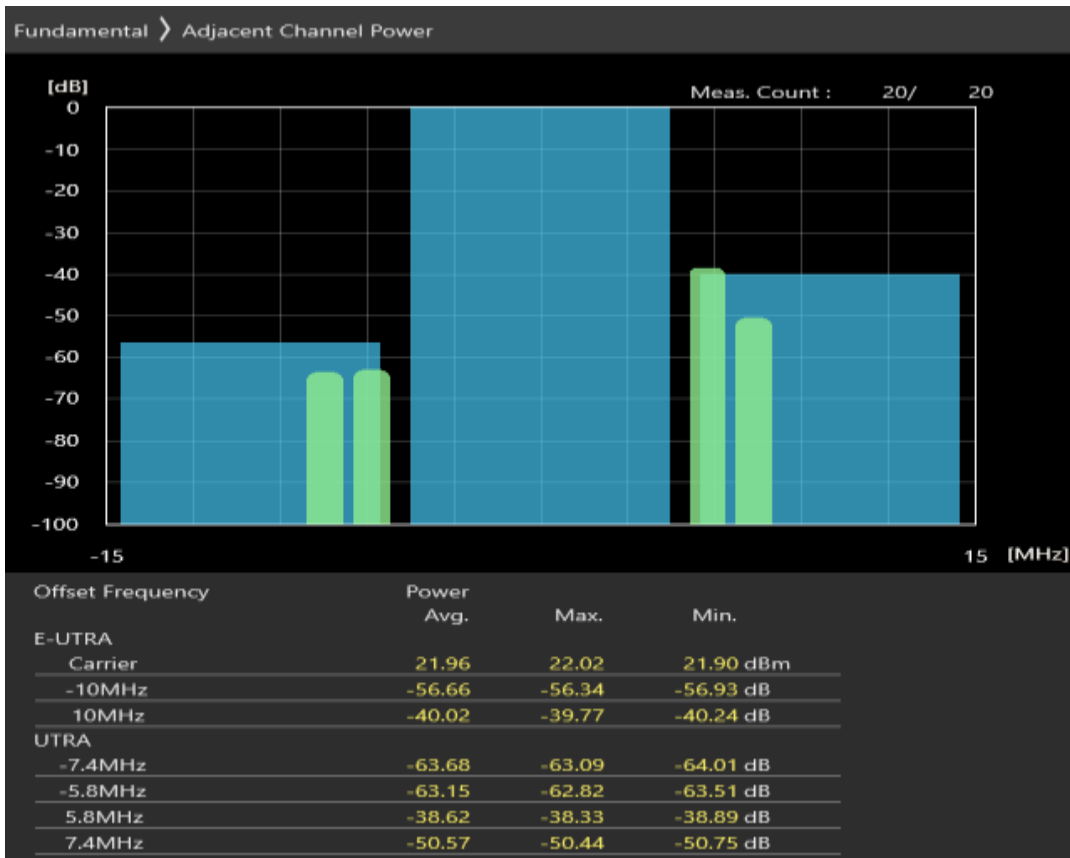 Fundamental 〉 Adjacent Channel Power
[dB]
Meas. Count : 20/ 20
0
-10
-20
-30
-40
-50
-60
-70
-80
-90
-100
-15 15 [MHz]
Offset Frequency Power
Avg. Max. Min.
E-UTRA
Carrier 21.96 22.02 21.90 dBm
-10MHz -56.66 -56.34 -56.93 dB
10MHz -40.02 -39.77 -40.24 dB
UTRA
-7.4MHz -63.68 -63.09 -64.01 dB
-5.8MHz -63.15 -62.82 -63.51 dB
5.8MHz -38.62 -38.33 -38.89 dB
7.4MHz -50.57 -50.44 -50.75 dB